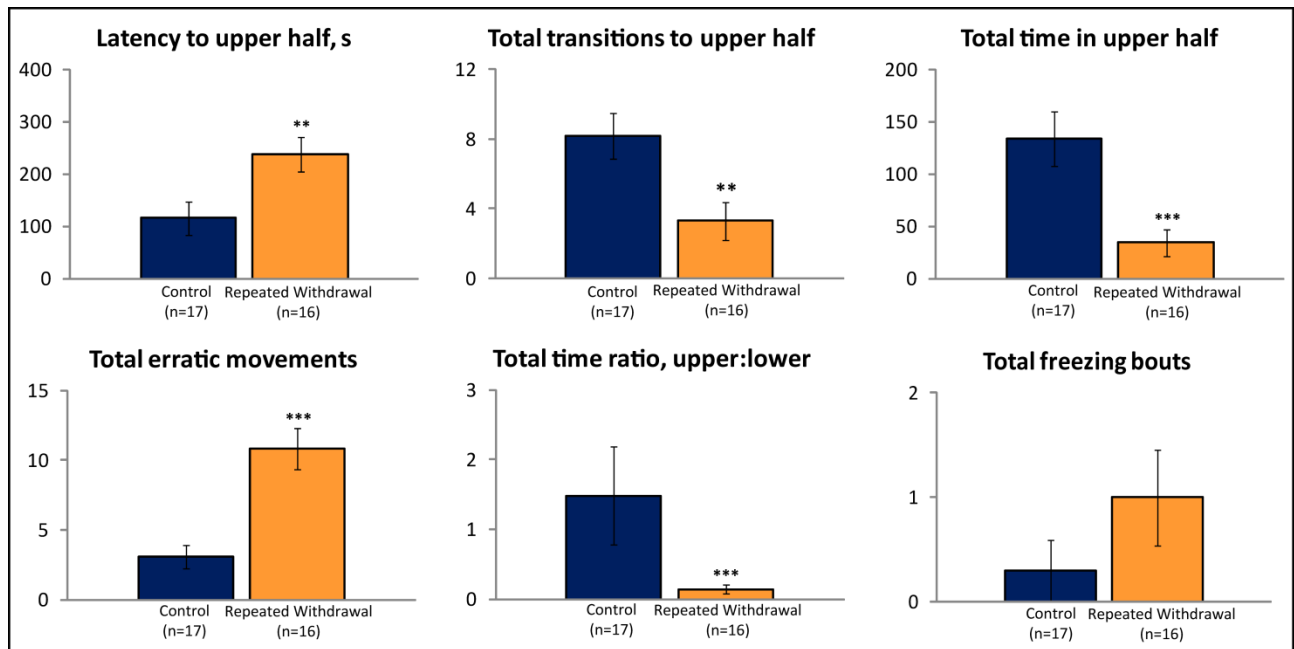 Latency to upper half, s
400
300
200
100
0
**
Control
(n=17)
Repeated Withdrawal
(n=16)
Total transitions to upper half
12
8
4
0
**
Control
(n=17)
Repeated Withdrawal
(n=16)
Total time in upper half
200
150
100
50
0
***
Control
(n=17)
Repeated Withdrawal
(n=16)
Total erratic movements
15
10
5
0
***
Control
(n=17)
Repeated Withdrawal
(n=16)
Total time ratio, upper:lower
3
2
1
0
***
Control
(n=17)
Repeated Withdrawal
(n=16)
Total freezing bouts
2
1
0
Control
(n=17)
Repeated Withdrawal
(n=16)